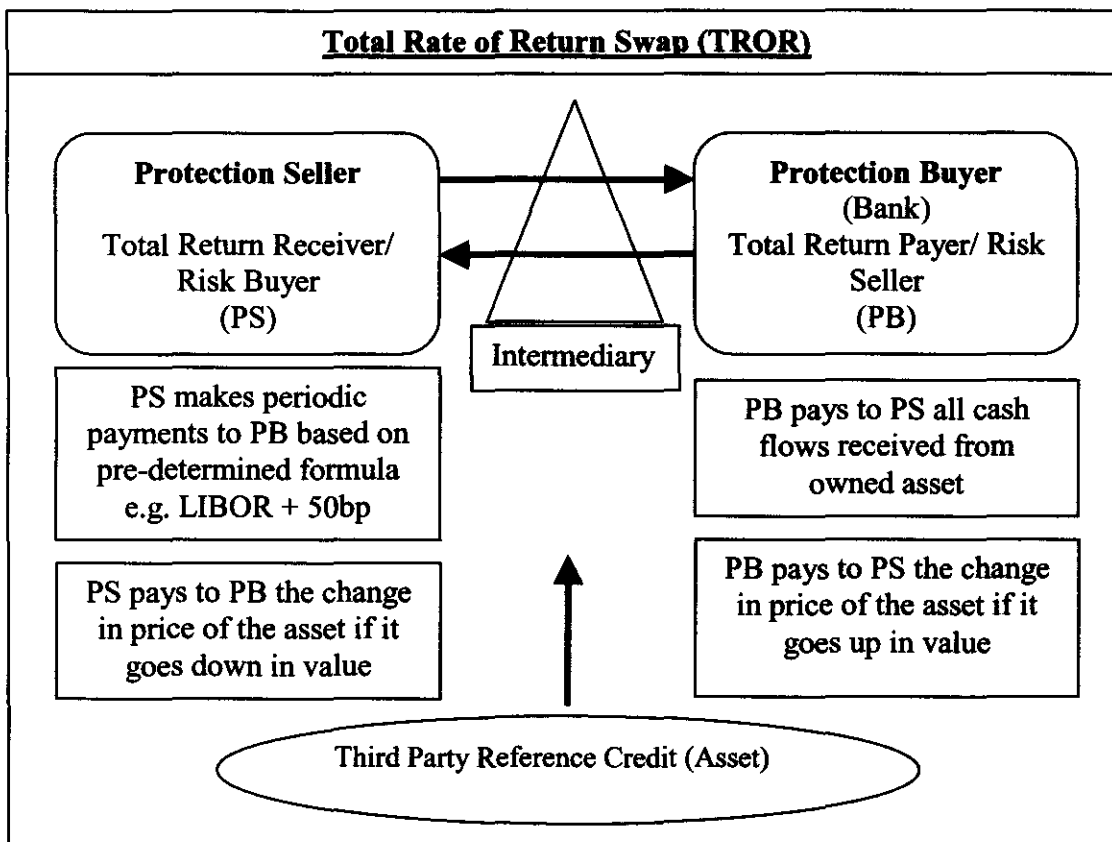 Total Rate of Return Swap (TROR)
Protection Seller
Total Return Receiver/
Risk Buyer
(PS)
Protection Buyer
(Bank)
Total Return Payer/ Risk
Seller
(PB)
Intermediary
PS makes periodic
payments to PB based on
pre-determined formula
e.g. LIBOR + 50bp
PB pays to PS all cash
flows received from
owned asset
PS pays to PB the change
in price of the asset if it
goes down in value
PB pays to PS the change
in price of the asset if it
goes up in value
Third Party Reference Credit (Asset)